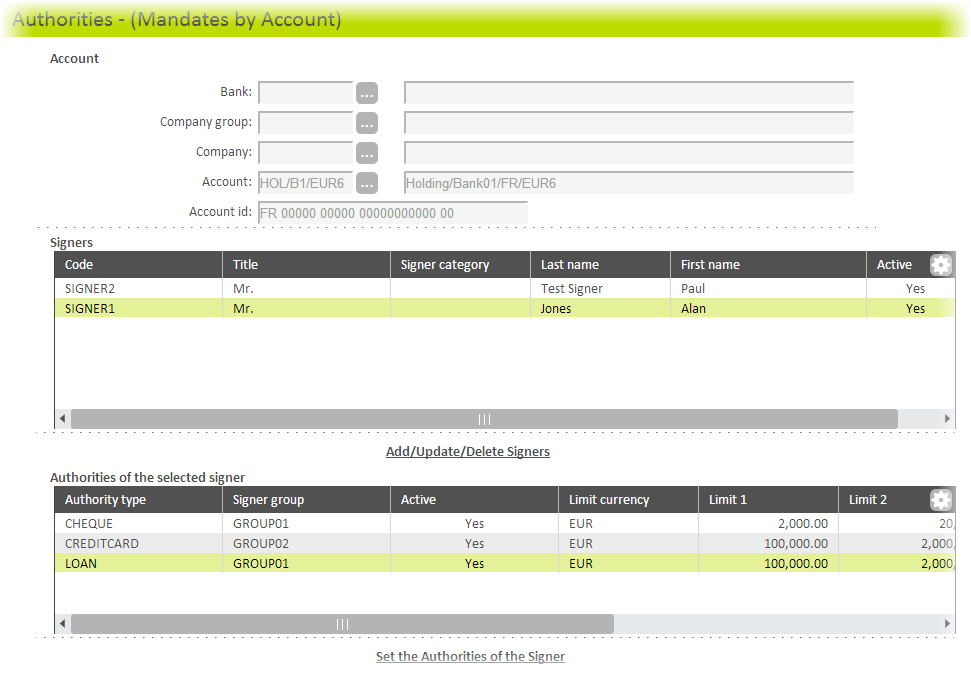 Authorities - (Mandates by Account)
Account
Bank: ...
Company group: ...
Company: ...
Account: HOL/B1/EUR6 ... Holding/Bank01/FR/EUR6
Account id: FR 00000 00000 00000000000 00
Signers
Code Title Signer category Last name First name Active
SIGNER2 Mr. Test Signer Paul Yes
SIGNER1 Mr. Jones Alan Yes
Add/Update/Delete Signers
Authorities of the selected signer
Authority type Signer group Active Limit currency Limit 1 Limit 2
CHEQUE GROUP01 Yes EUR 2,000.00 20,
CREDITCARD GROUP02 Yes EUR 100,000.00 2,000,
LOAN GROUP01 Yes EUR 100,000.00 2,000,
Set the Authorities of the Signer